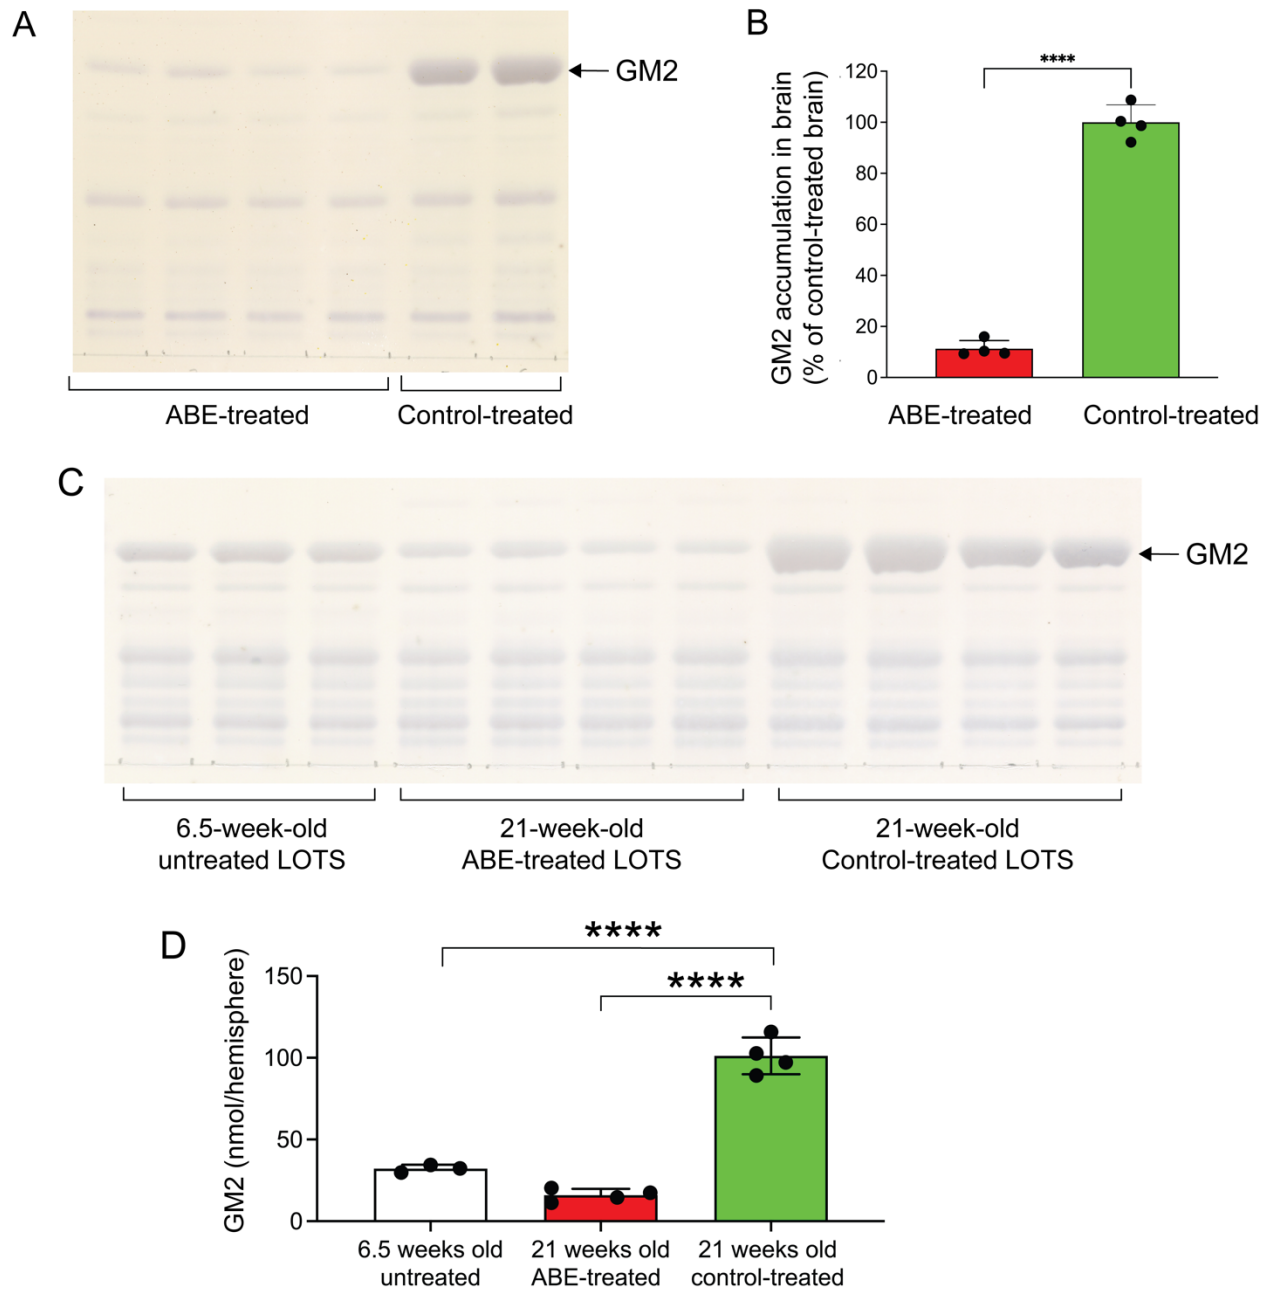 A
GM2
ABE-treated
Control-treated
B
GM2 accumulation in brain
(% of control-treated brain)
120
100
80
60
40
20
0
****
ABE-treated
Control-treated
C
GM2
6.5-week-old
untreated LOTS
21-week-old
ABE-treated LOTS
21-week-old
Control-treated LOTS
D
GM2 (nmol/hemisphere)
150
100
50
0
****
****
6.5 weeks old
untreated
21 weeks old
ABE-treated
21 weeks old
control-treated